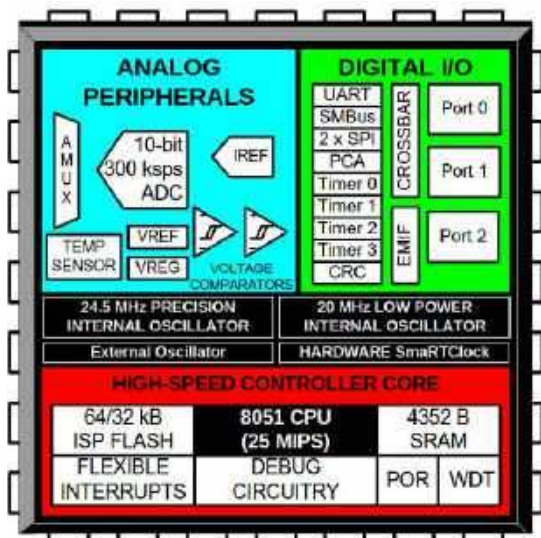 ANALOG
PERIPHERALS
AMUX
10-bit
300 ksps
ADC
IREF
TEMP
SENSOR
VREF
VREG
VOLTAGE
COMPARATORS
DIGITAL I/O
UART
SMBus
2 x SPI
PCA
Timer 0
Timer 1
Timer 2
Timer 3
CRC
CROSSBAR
EMIF
Port 0
Port 1
Port 2
24.5 MHz PRECISION
INTERNAL OSCILLATOR
20 MHz LOW POWER
INTERNAL OSCILLATOR
External Oscillator
HARDWARE SmaRTClock
HIGH-SPEED CONTROLLER CORE
64/32 kB
ISP FLASH
8051 CPU
(25 MIPS)
4352 B
SRAM
FLEXIBLE
INTERRUPTS
DEBUG
CIRCUITRY
POR
WDT